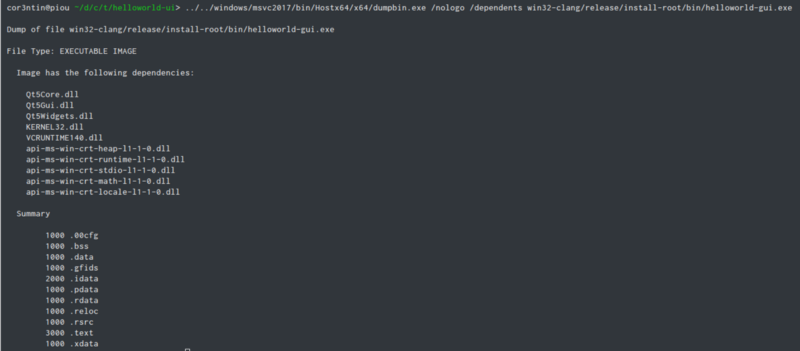 cor3ntin@piou ~/d/c/t/helloworld-ui> ../../windows/msvc2017/bin/Hostx64/x64/dumpbin.exe /nologo /dependents win32-clang/release/install-root/bin/helloworld-gui.exe
Dump of file win32-clang/release/install-root/bin/helloworld-gui.exe
File Type: EXECUTABLE IMAGE
Image has the following dependencies:
Qt5Core.dll
Qt5Gui.dll
Qt5Widgets.dll
KERNEL32.dll
VCRUNTIME140.dll
api-ms-win-crt-heap-l1-1-0.dll
api-ms-win-crt-runtime-l1-1-0.dll
api-ms-win-crt-stdio-l1-1-0.dll
api-ms-win-crt-math-l1-1-0.dll
api-ms-win-crt-locale-l1-1-0.dll
Summary
1000 .00cfg
1000 .bss
1000 .data
1000 .gfids
2000 .idata
1000 .pdata
1000 .rdata
1000 .reloc
1000 .rsrc
3000 .text
1000 .xdata